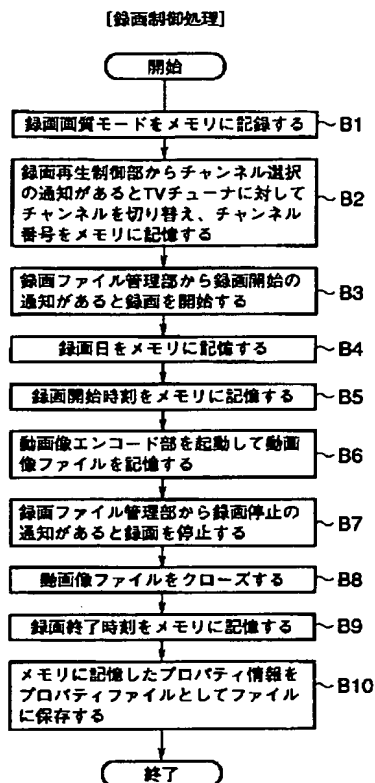 [録画制御処理]
開始
録画画質モードをメモリに記録する
B1
録画再生制御部からチャンネル選択
の通知があるとTVチューナに対して
チャンネルを切り替え、チャンネル
番号をメモリに記憶する
B2
録画ファイル管理部から録画開始の
通知があると録画を開始する
B3
録画日をメモリに記憶する
B4
録画開始時刻をメモリに記憶する
B5
動画像エンコード部を起動して動画
像ファイルを記憶する
B6
録画ファイル管理部から録画停止の
通知があると録画を停止する
B7
動画像ファイルをクローズする
B8
録画終了時刻をメモリに記憶する
B9
メモリに記憶したプロパティ情報を
プロパティファイルとしてファイル
に保存する
B10
終了